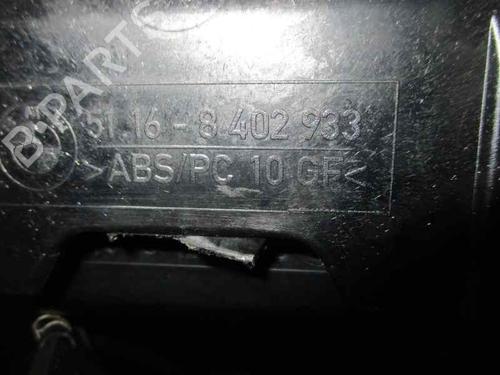 B-PARTS
51.16 - 8 402 933
>ABS/PC 10 GF<